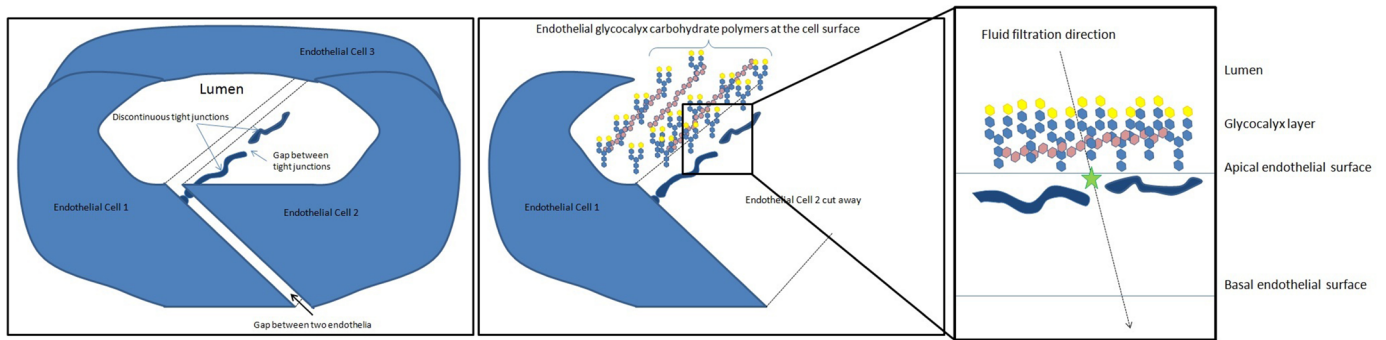 Endothelial Cell 3
Lumen
Discontinuous tight junctions
Gap between
tight junctions
Endothelial Cell 1
Endothelial Cell 2
Gap between two endothelia
Endothelial glycocalyx carbohydrate polymers at the cell surface
Endothelial Cell 1
Endothelial Cell 2 cut away
Fluid filtration direction
Lumen
Glycocalyx layer
Apical endothelial surface
Basal endothelial surface